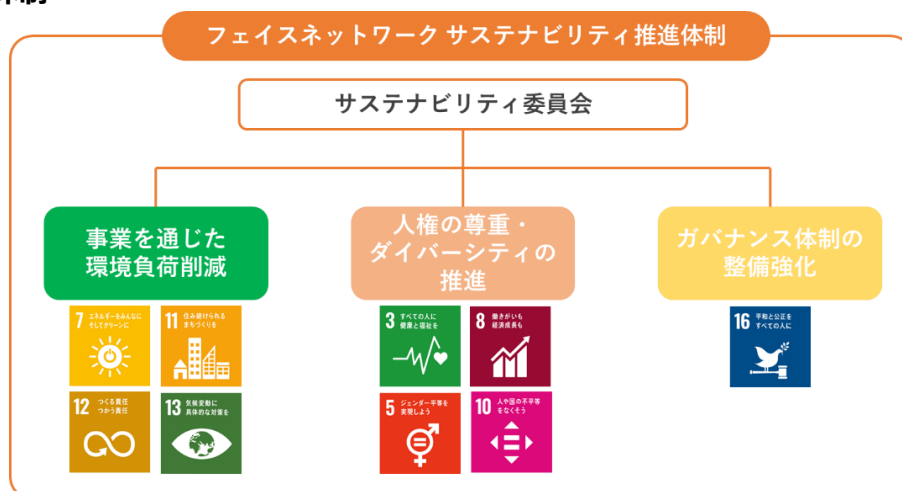 フェイスネットワーク サステナビリティ推進体制
サステナビリティ委員会
事業を通じた
環境負荷削減
人権の尊重・
ダイバーシティの
推進
ガバナンス体制の
整備強化
7 エネルギーをみんなに
そしてクリーンに
11 住み続けられる
まちづくりを
12 つくる責任
つかう責任
13 気候変動に
具体的な対策を
3 すべての人に
健康と福祉を
8 働きがいも
経済成長も
5 ジェンダー平等を
実現しよう
10 人や国の不平等
をなくそう
16 平和と公正を
すべての人に